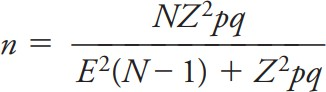 n = NZ²pq / E²(N − 1) + Z²pq